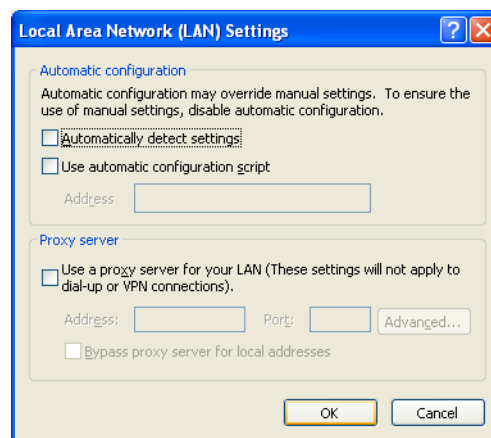 Local Area Network (LAN) Settings
Automatic configuration
Automatic configuration may override manual settings. To ensure the
use of manual settings, disable automatic configuration.
Automatically detect settings
Use automatic configuration script
Address
Proxy server
Use a proxy server for your LAN (These settings will not apply to
dial-up or VPN connections).
Address:
Port:
Advanced...
Bypass proxy server for local addresses
OK
Cancel